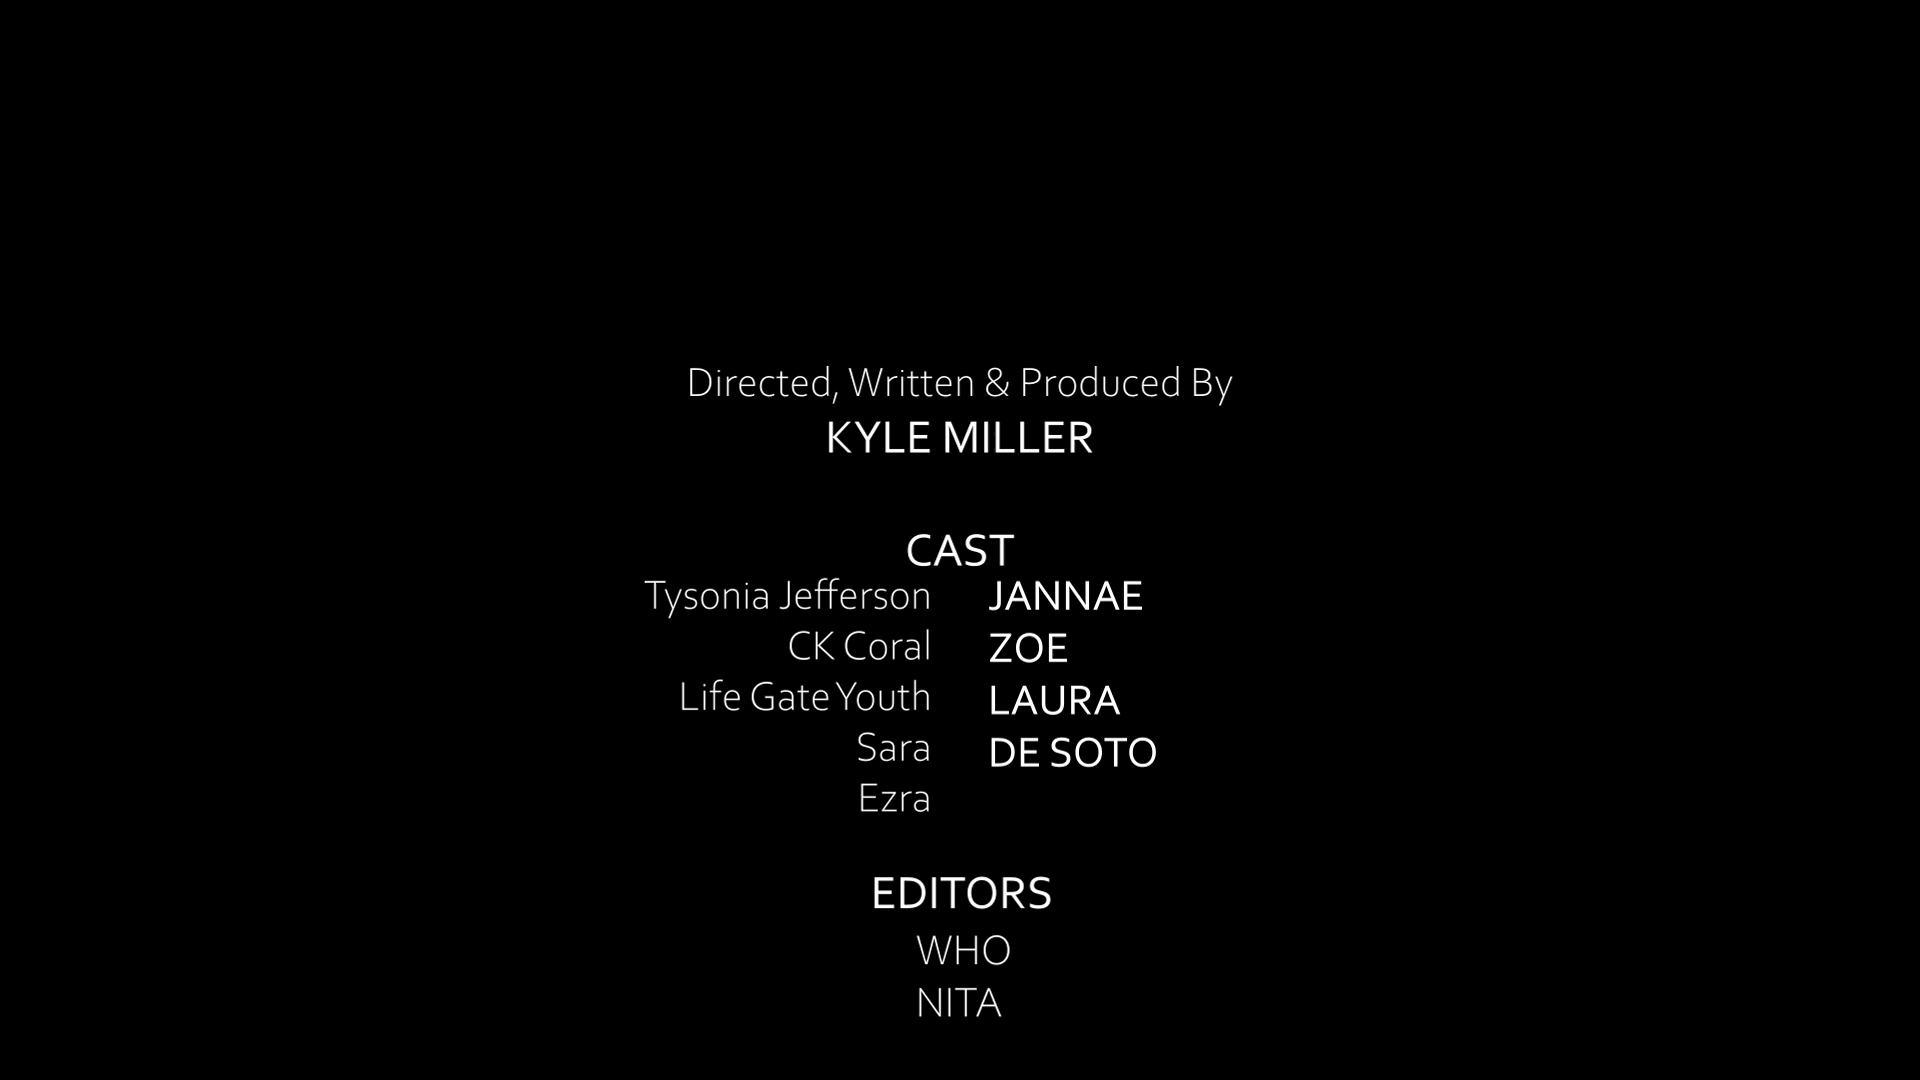 Directed, Written & Produced By
KYLE MILLER
CAST
Tysonia Jefferson JANNAE
CK Coral ZOE
Life Gate Youth LAURA
Sara DE SOTO
Ezra
EDITORS
WHO
NITA